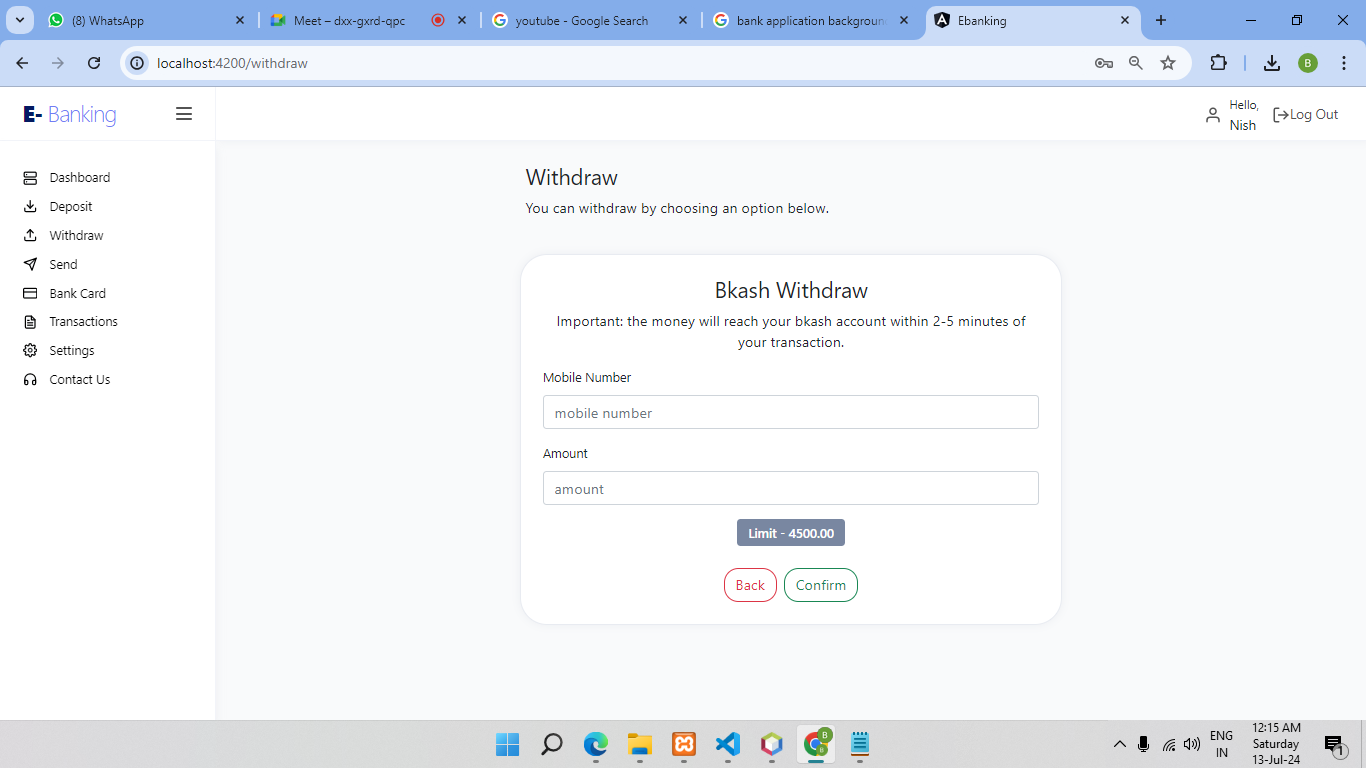 (8) WhatsApp
Meet – dxx-gxrd-qpc
youtube - Google Search
bank application background
Ebanking
localhost:4200/withdraw
B
E- Banking
Hello,
Nish
Log Out
Dashboard
Deposit
Withdraw
Send
Bank Card
Transactions
Settings
Contact Us
Withdraw
You can withdraw by choosing an option below.
Bkash Withdraw
Important: the money will reach your bkash account within 2-5 minutes of
your transaction.
Mobile Number
mobile number
Amount
amount
Limit - 4500.00
Back
Confirm
B
ENG
IN
12:15 AM
Saturday
13-Jul-24
1